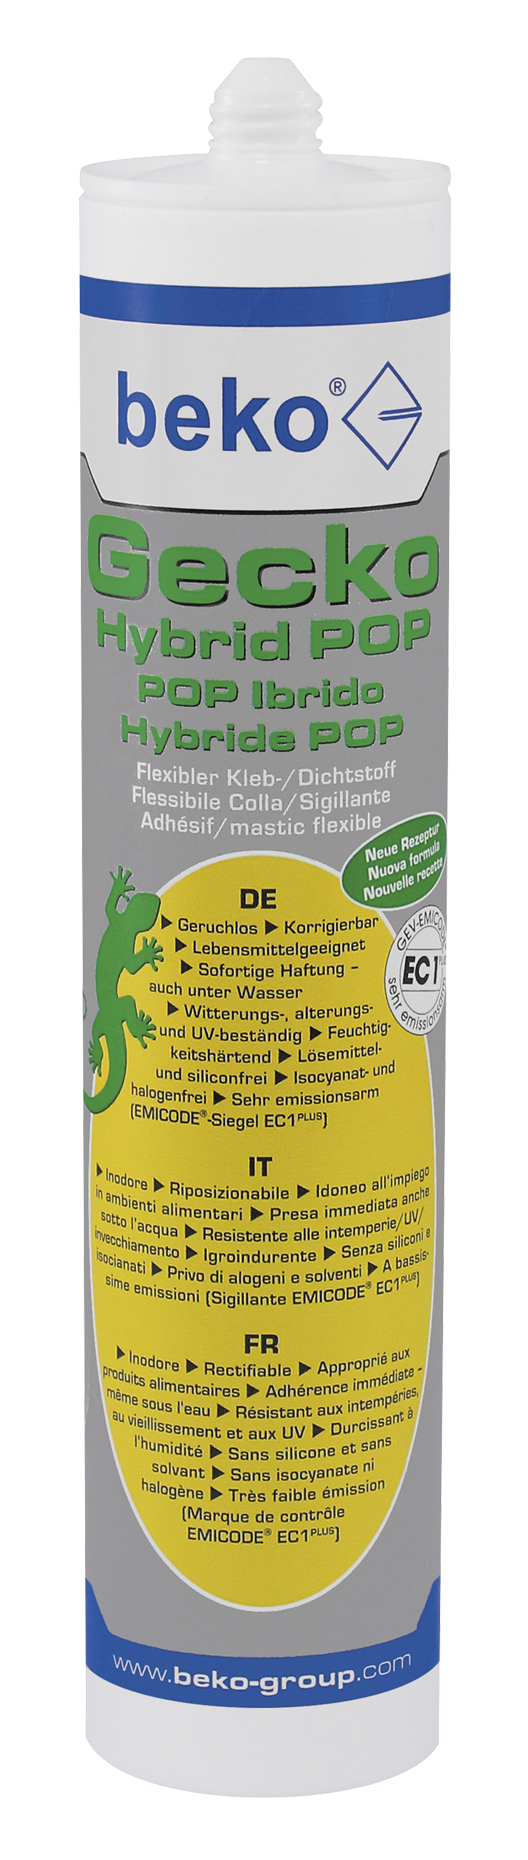 beko®
Gecko
Hybrid POP
POP Ibrido
Hybride POP
Flexibler Kleb-/Dichtstoff
Flessibile Colla/Sigillante
Adhésif/mastic flexible
Neue Rezeptur
Nuova formula
Nouvelle recette
GEV-EMICODE
EC1PLUS
sehr emissionsarm
DE
▶ Geruchlos ▶ Korrigierbar
▶ Lebensmittelgeeignet
▶ Sofortige Haftung –
auch unter Wasser
▶ Witterungs-, alterungs-
und UV-beständig ▶ Feuchtig-
keitshärtend ▶ Lösemittel-
und siliconfrei ▶ Isocyanat- und
halogenfrei ▶ Sehr emissionsarm
(EMICODE®-Siegel EC1PLUS)
IT
▶ Inodore ▶ Riposizionabile ▶ Idoneo all'impiego
in ambienti alimentari ▶ Presa immediata anche
sotto l'acqua ▶ Resistente alle intemperie/UV/
invecchiamento ▶ Igroindurente ▶ Senza siliconi e
isocianati ▶ Privo di alogeni e solventi ▶ A bassis-
sime emissioni (Sigillante EMICODE® EC1PLUS)
FR
▶ Inodore ▶ Rectifiable ▶ Approprié aux
produits alimentaires ▶ Adhérence immédiate –
même sous l'eau ▶ Résistant aux intempéries,
au vieillissement et aux UV ▶ Durcissant à
l'humidité ▶ Sans silicone et sans
solvant ▶ Sans isocyanate ni
halogène ▶ Très faible émission
(Marque de contrôle
EMICODE® EC1PLUS)
www.beko-group.com